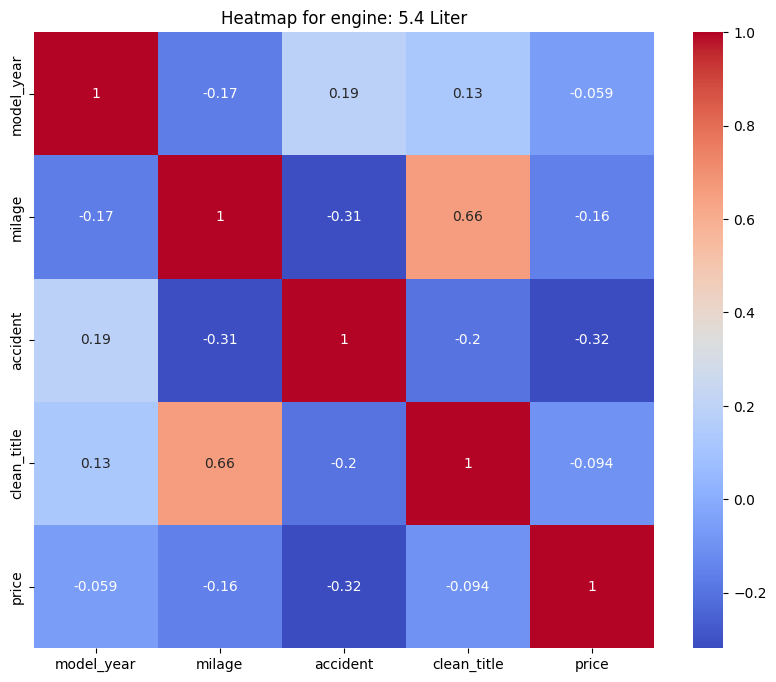 Heatmap for engine: 5.4 Liter
model_year 1 -0.17 0.19 0.13 -0.059
milage -0.17 1 -0.31 0.66 -0.16
accident 0.19 -0.31 1 -0.2 -0.32
clean_title 0.13 0.66 -0.2 1 -0.094
price -0.059 -0.16 -0.32 -0.094 1
model_year milage accident clean_title price
1.0
0.8
0.6
0.4
0.2
0.0
−0.2